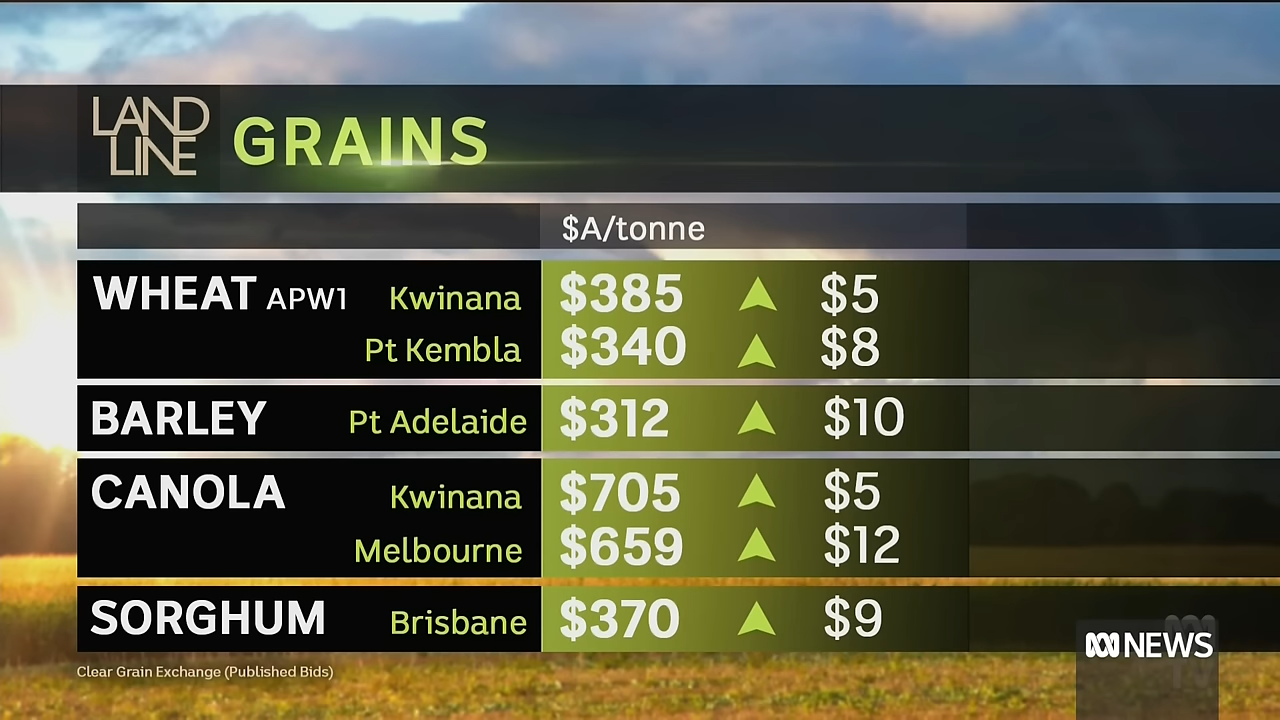 LAND
LINE
GRAINS
$A/tonne
WHEAT APW1 Kwinana $385 $5
Pt Kembla $340 $8
BARLEY Pt Adelaide $312 $10
CANOLA Kwinana $705 $5
Melbourne $659 $12
SORGHUM Brisbane $370 $9
Clear Grain Exchange (Published Bids)
NEWS